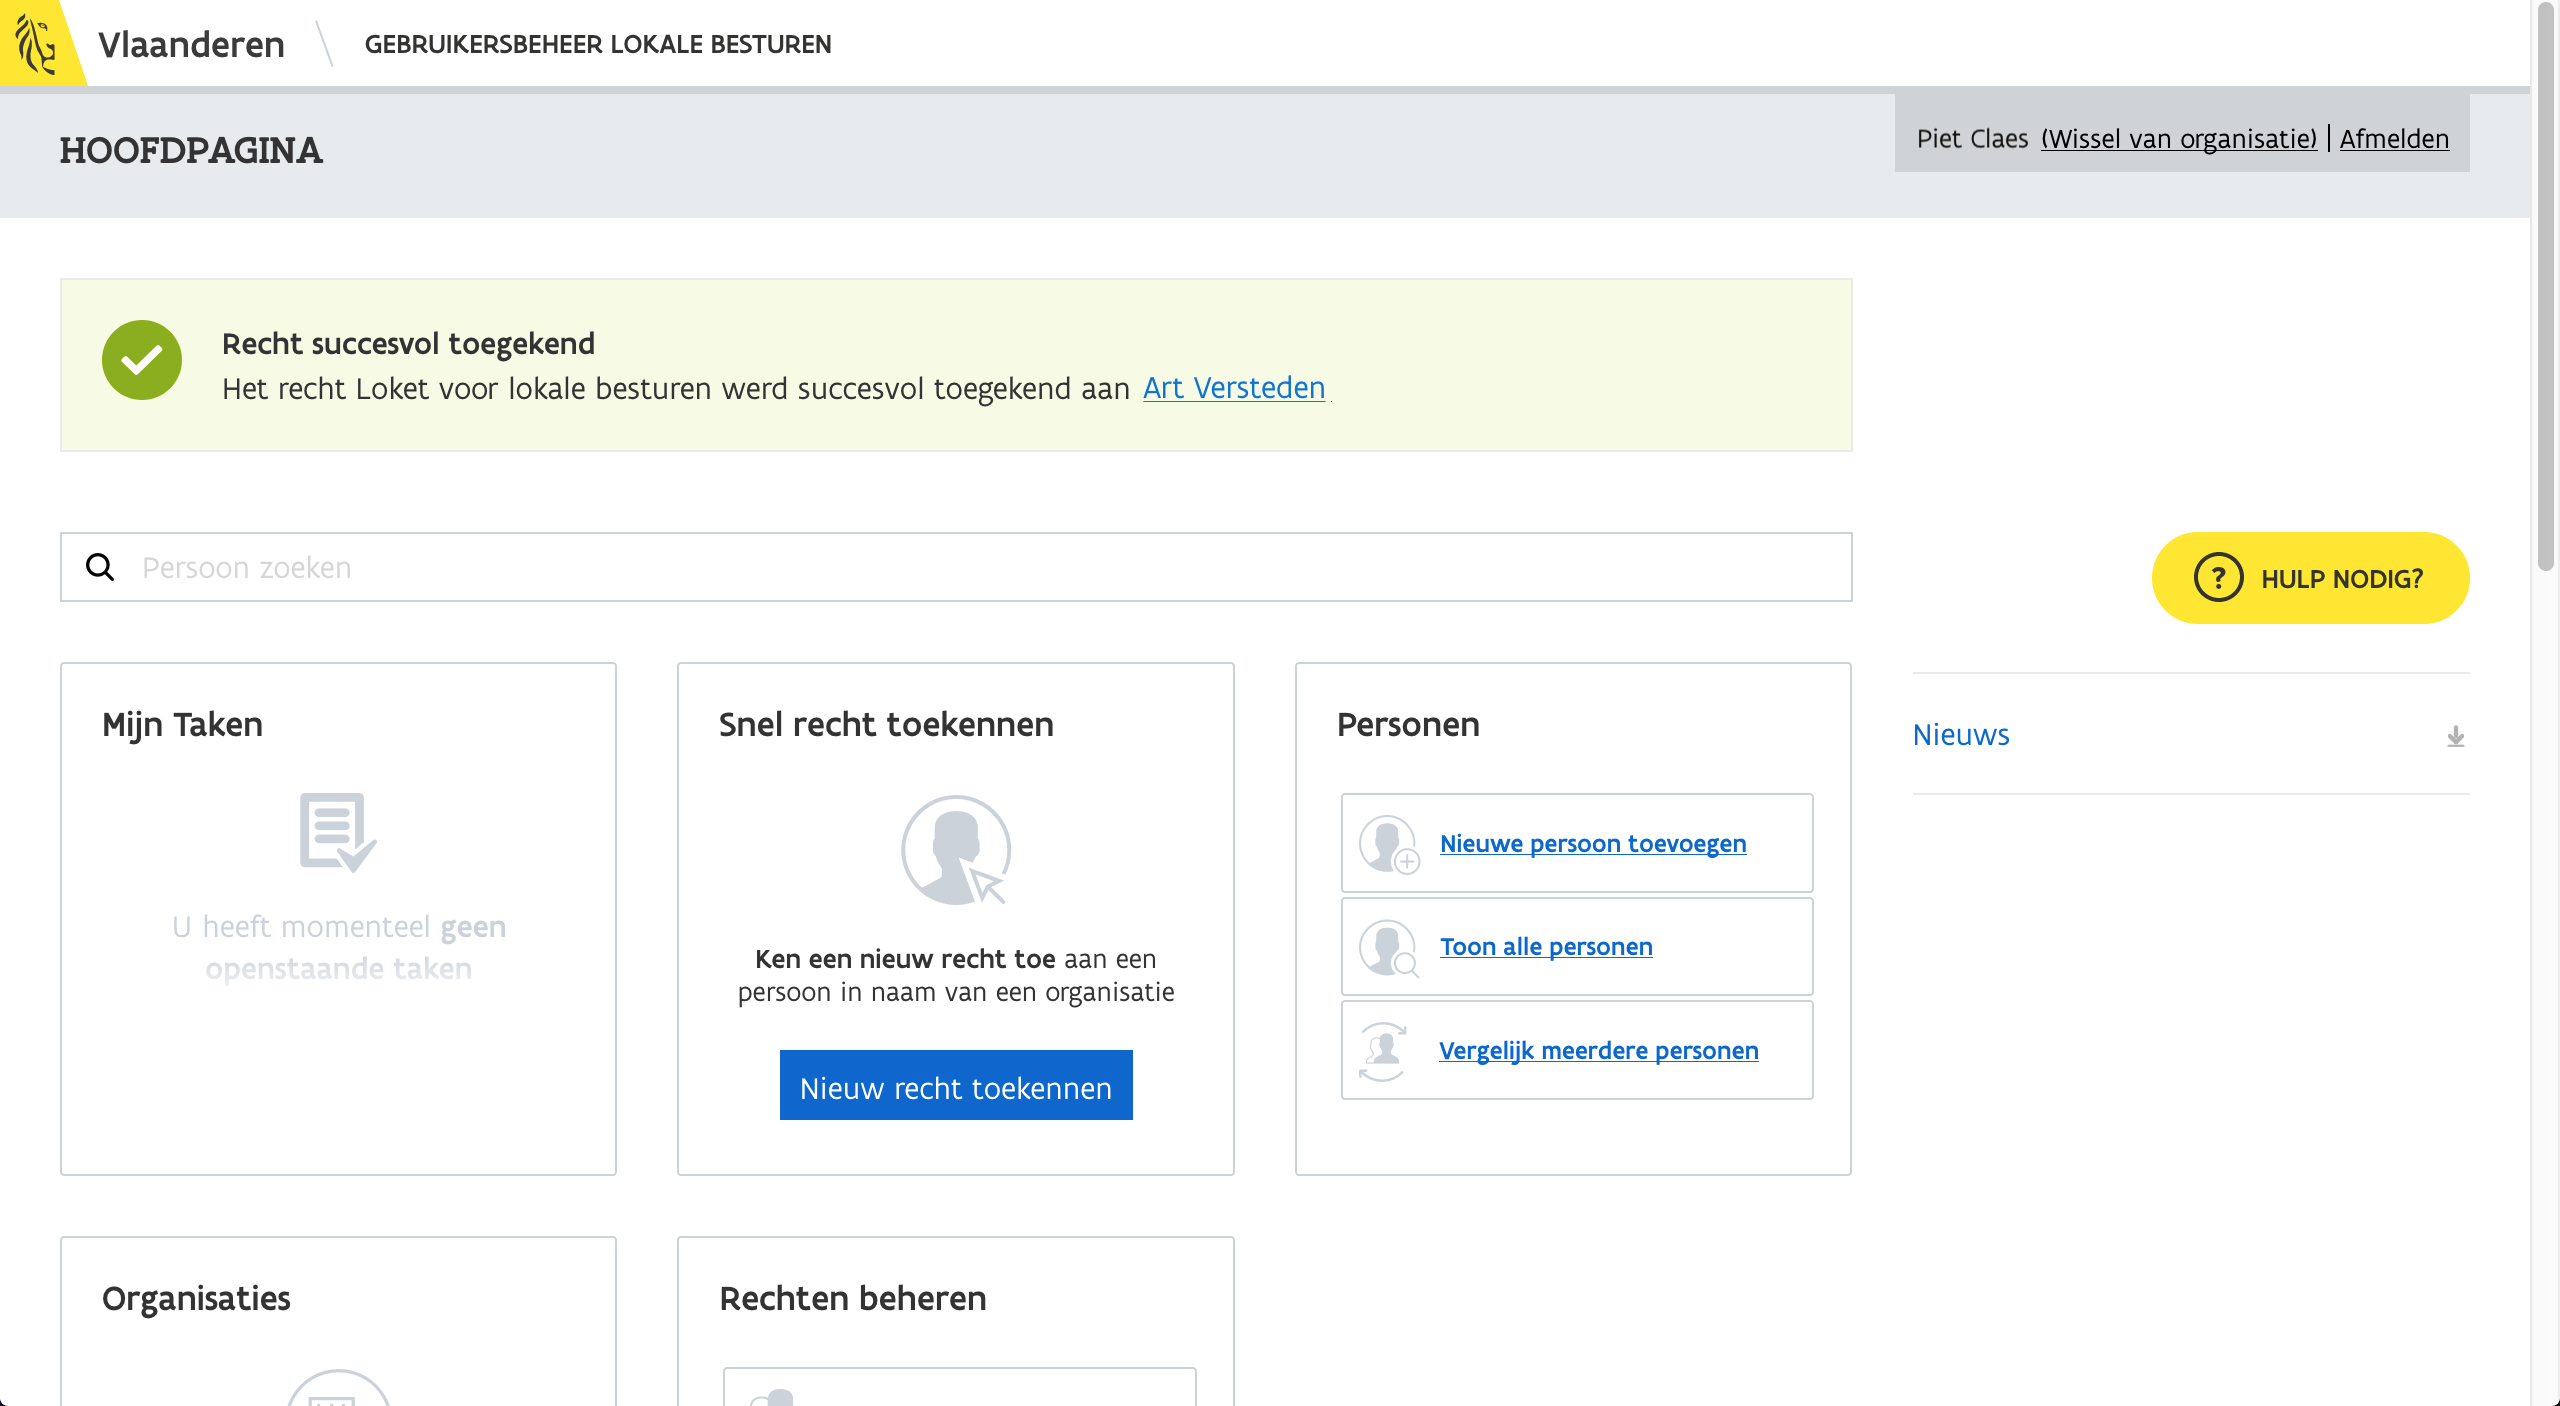 Vlaanderen
GEBRUIKERSBEHEER LOKALE BESTUREN
HOOFDPAGINA
Piet Claes (Wissel van organisatie) | Afmelden
Recht succesvol toegekend
Het recht Loket voor lokale besturen werd succesvol toegekend aan Art Versteden.
Persoon zoeken
? HULP NODIG?
Mijn Taken
U heeft momenteel geen
openstaande taken
Snel recht toekennen
Ken een nieuw recht toe aan een
persoon in naam van een organisatie
Nieuw recht toekennen
Personen
Nieuwe persoon toevoegen
Toon alle personen
Vergelijk meerdere personen
Nieuws
Organisaties
Rechten beheren